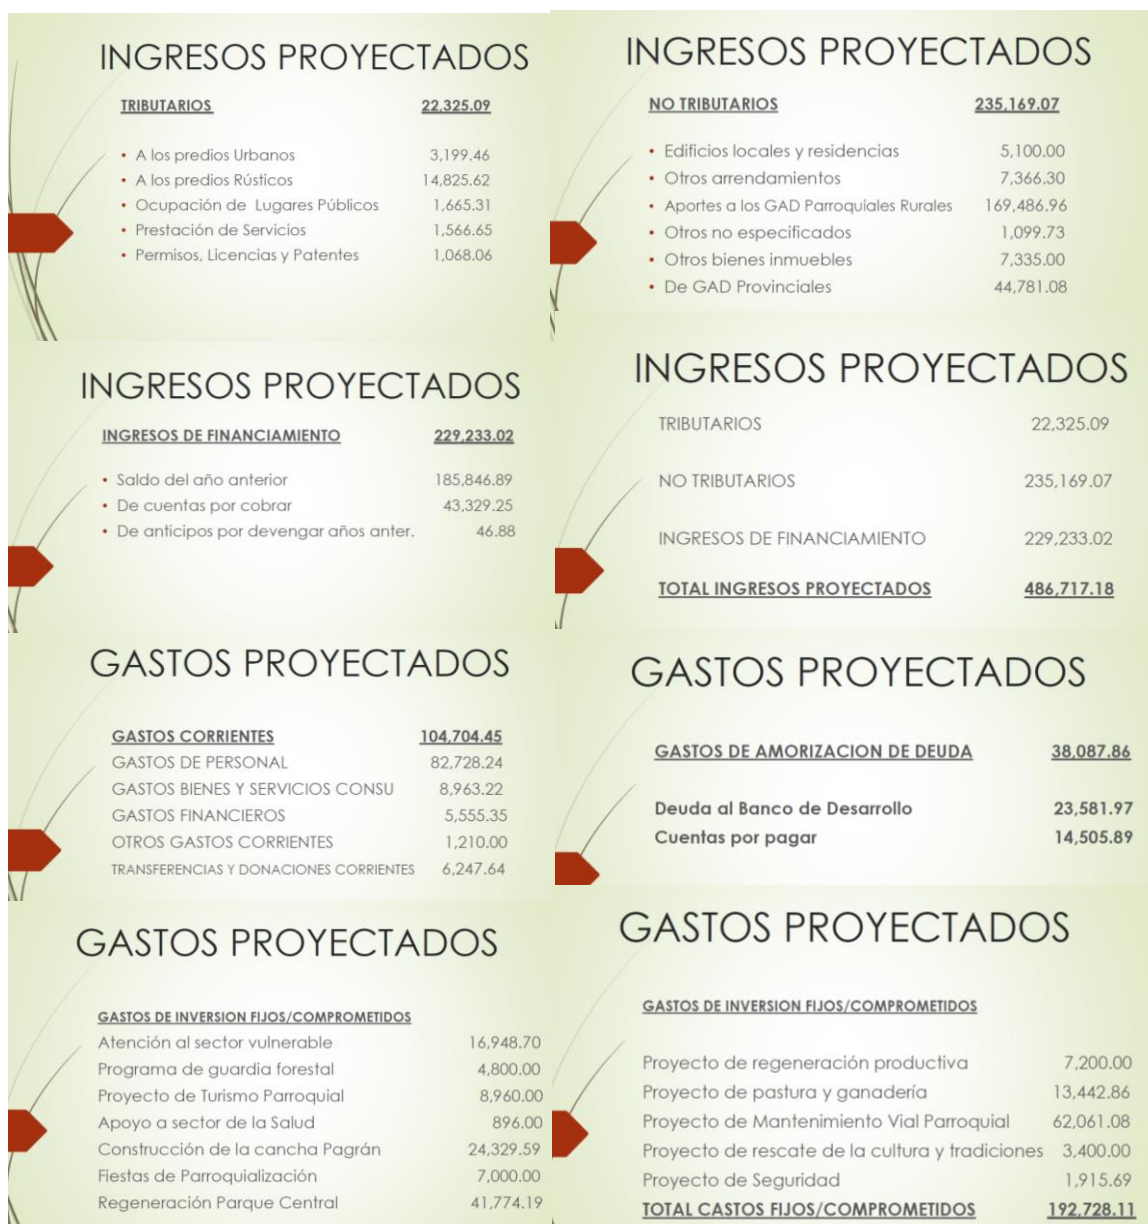 INGRESOS PROYECTADOS
TRIBUTARIOS 22,325.09
• A los predios Urbanos 3,199.46
• A los predios Rústicos 14,825.62
• Ocupación de Lugares Públicos 1,665.31
• Prestación de Servicios 1,566.65
• Permisos, Licencias y Patentes 1,068.06
INGRESOS PROYECTADOS
NO TRIBUTARIOS 235,169.07
• Edificios locales y residencias 5,100.00
• Otros arrendamientos 7,366.30
• Aportes a los GAD Parroquiales Rurales 169,486.96
• Otros no especificados 1,099.73
• Otros bienes inmuebles 7,335.00
• De GAD Provinciales 44,781.08
INGRESOS PROYECTADOS
INGRESOS DE FINANCIAMIENTO 229,233.02
• Saldo del año anterior 185,846.89
• De cuentas por cobrar 43,329.25
• De anticipos por devengar años anter. 46.88
INGRESOS PROYECTADOS
TRIBUTARIOS 22,325.09
NO TRIBUTARIOS 235,169.07
INGRESOS DE FINANCIAMIENTO 229,233.02
TOTAL INGRESOS PROYECTADOS 486,717.18
GASTOS PROYECTADOS
GASTOS CORRIENTES 104,704.45
GASTOS DE PERSONAL 82,728.24
GASTOS BIENES Y SERVICIOS CONSU 8,963.22
GASTOS FINANCIEROS 5,555.35
OTROS GASTOS CORRIENTES 1,210.00
TRANSFERENCIAS Y DONACIONES CORRIENTES 6,247.64
GASTOS PROYECTADOS
GASTOS DE AMORIZACION DE DEUDA 38,087.86
Deuda al Banco de Desarrollo 23,581.97
Cuentas por pagar 14,505.89
GASTOS PROYECTADOS
GASTOS DE INVERSION FIJOS/COMPROMETIDOS
Atención al sector vulnerable 16,948.70
Programa de guardia forestal 4,800.00
Proyecto de Turismo Parroquial 8,960.00
Apoyo a sector de la Salud 896.00
Construcción de la cancha Pagrán 24,329.59
Fiestas de Parroquialización 7,000.00
Regeneración Parque Central 41,774.19
GASTOS PROYECTADOS
GASTOS DE INVERSION FIJOS/COMPROMETIDOS
Proyecto de regeneración productiva 7,200.00
Proyecto de pastura y ganadería 13,442.86
Proyecto de Mantenimiento Vial Parroquial 62,061.08
Proyecto de rescate de la cultura y tradiciones 3,400.00
Proyecto de Seguridad 1,915.69
TOTAL CASTOS FIJOS/COMPROMETIDOS 192,728.11